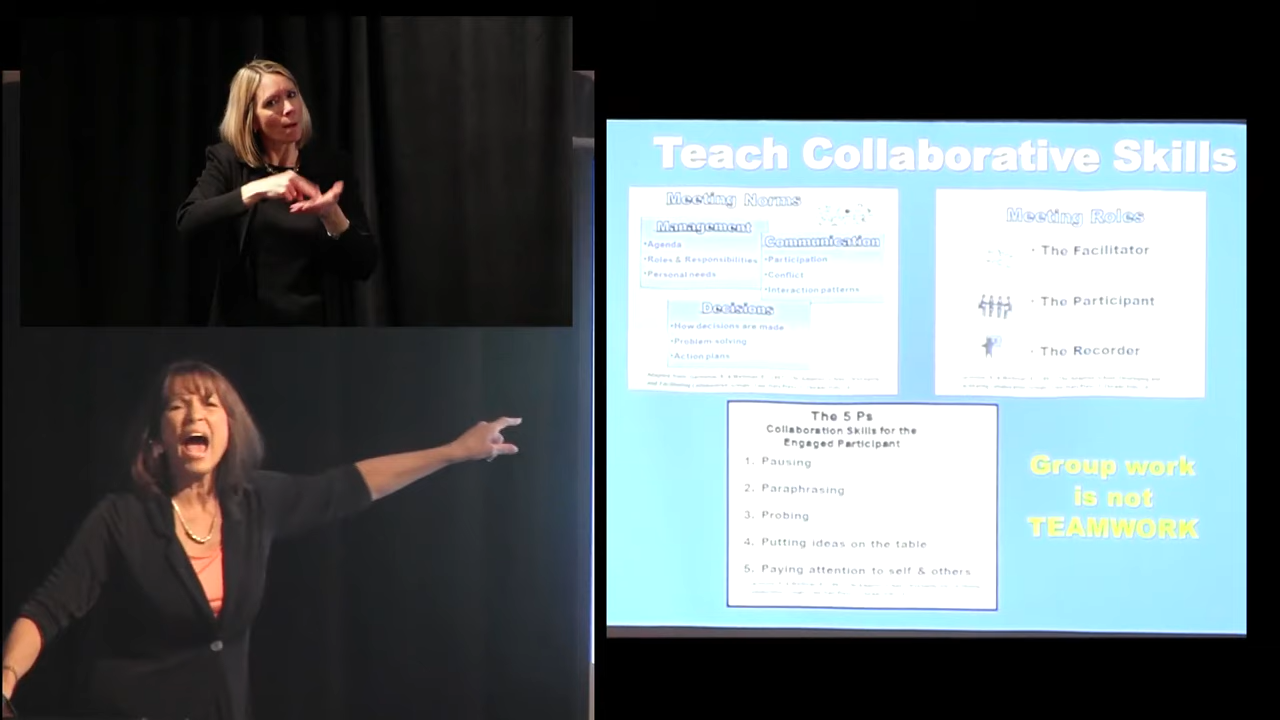 Teach Collaborative Skills
Meeting Norms
Management
•Agenda
•Roles & Responsibilities
•Personal needs
Communication
•Participation
•Conflict
•Interaction patterns
Decisions
•How decisions are made
•Problem solving
•Action plans
Meeting Roles
• The Facilitator
• The Participant
• The Recorder
The 5 Ps
Collaboration Skills for the
Engaged Participant
1. Pausing
2. Paraphrasing
3. Probing
4. Putting ideas on the table
5. Paying attention to self & others
Group work
is not
TEAMWORK